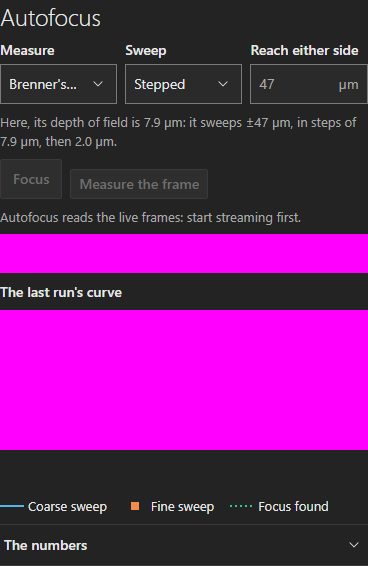 Autofocus
Measure Sweep Reach either side
Brenner's... Stepped 47 µm
Here, its depth of field is 7.9 µm: it sweeps ±47 µm, in steps of
7.9 µm, then 2.0 µm.
Focus Measure the frame
Autofocus reads the live frames: start streaming first.
The last run's curve
Coarse sweep Fine sweep Focus found
The numbers